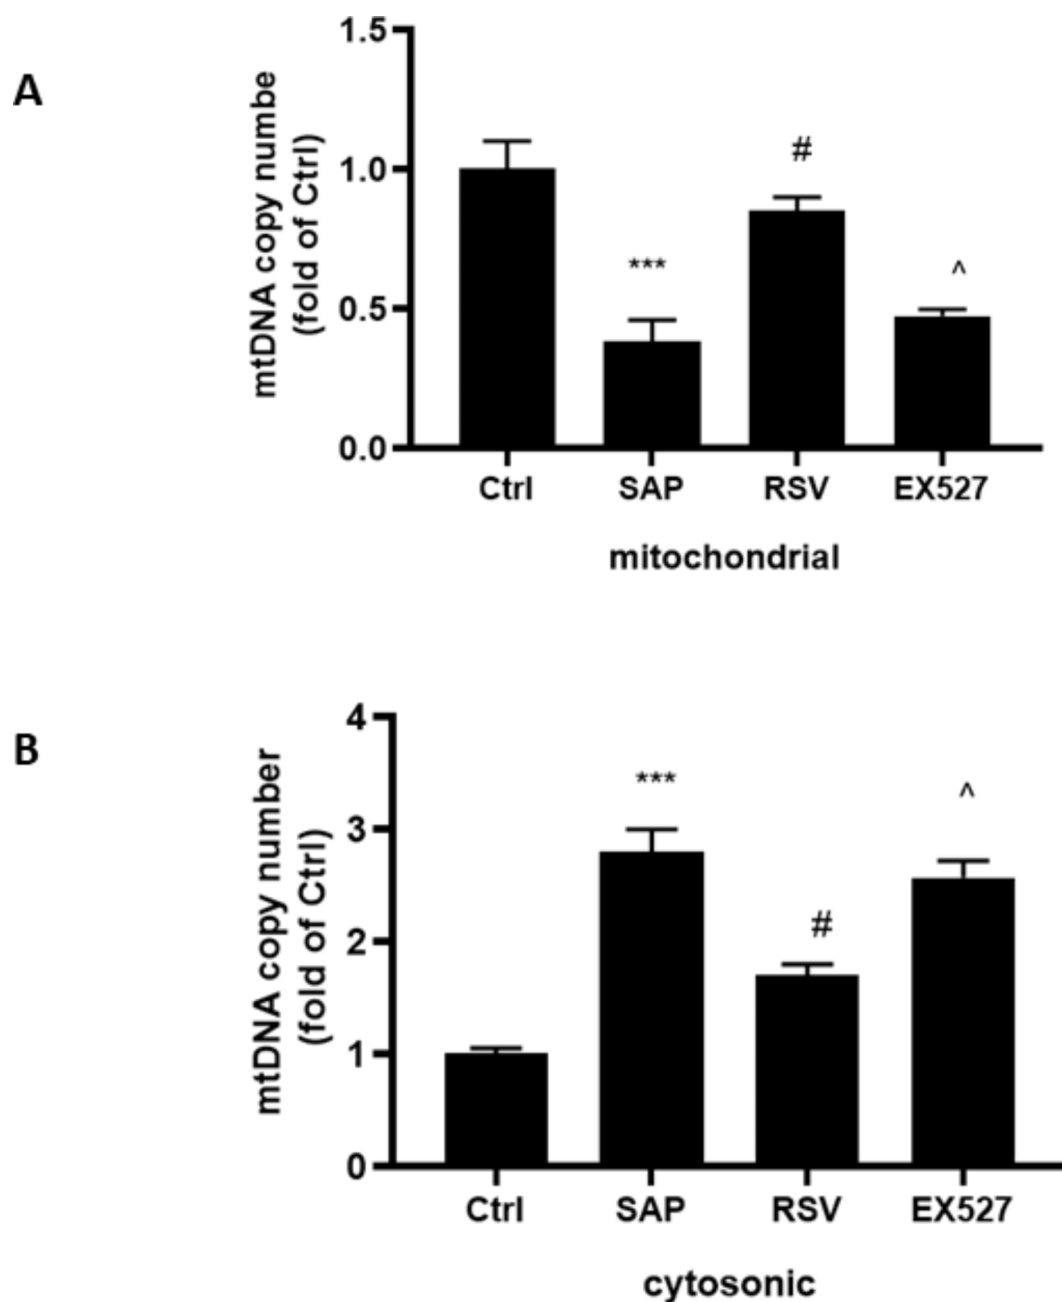 A
mtDNA copy numbe
(fold of Ctrl)
1.5
1.0
0.5
0.0
***
#
^
Ctrl SAP RSV EX527
mitochondrial
B
mtDNA copy number
(fold of Ctrl)
4
3
2
1
0
***
#
^
Ctrl SAP RSV EX527
cytosonic